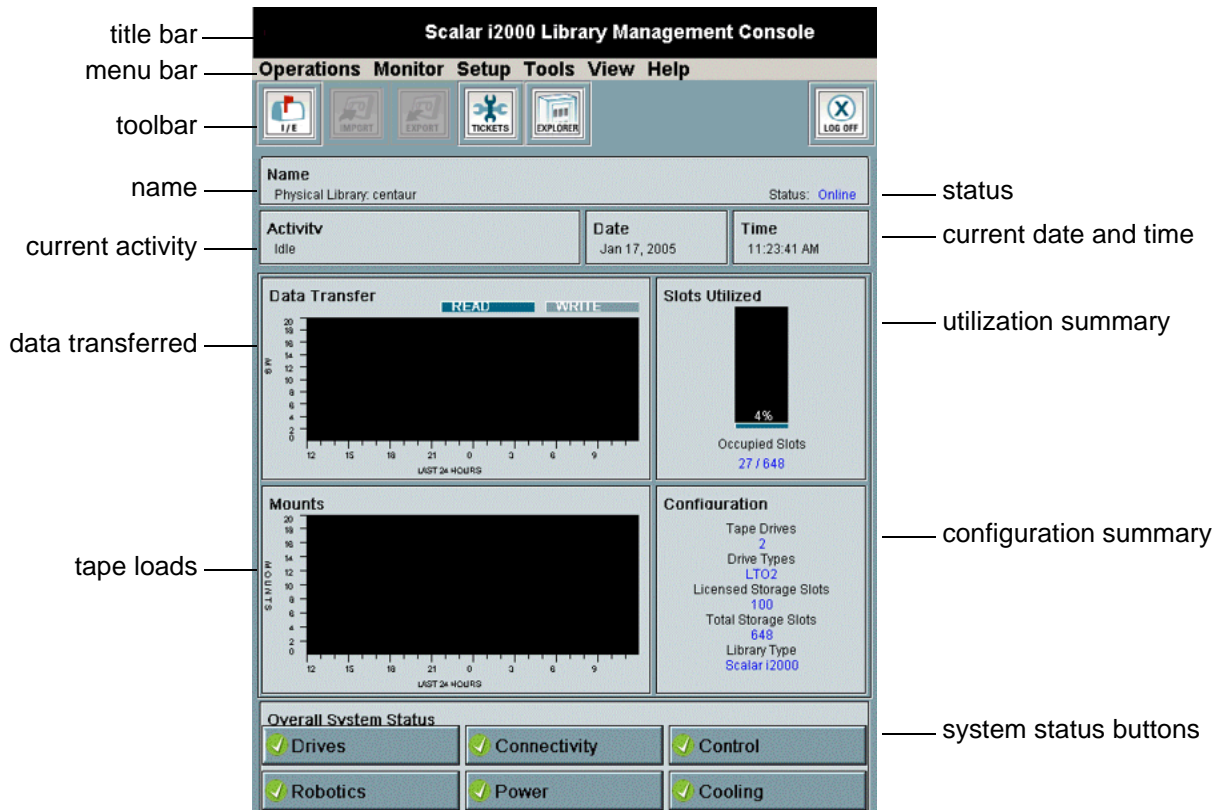 title bar
Scalar i2000 Library Management Console
menu bar
Operations Monitor Setup Tools View Help
toolbar
I/E
IMPORT
EXPORT
TICKETS
EXPLORER
LOG OFF
name
Name
Physical Library: centaur
Status: Online
status
current activity
Activity
Idle
Date
Jan 17, 2005
Time
11:23:41 AM
current date and time
data transferred
Data Transfer
READ
WRITE
20
18
16
14
12
10
8
6
4
2
0
MB
12 15 18 21 0 3 6 9
LAST 24 HOURS
Slots Utilized
4%
Occupied Slots
27 / 648
utilization summary
tape loads
Mounts
20
18
16
14
12
10
8
6
4
2
0
MOUNTS
12 15 18 21 0 3 6 9
LAST 24 HOURS
Configuration
Tape Drives
2
Drive Types
LTO2
Licensed Storage Slots
100
Total Storage Slots
648
Library Type
Scalar i2000
configuration summary
Overall System Status
Drives
Connectivity
Control
Robotics
Power
Cooling
system status buttons